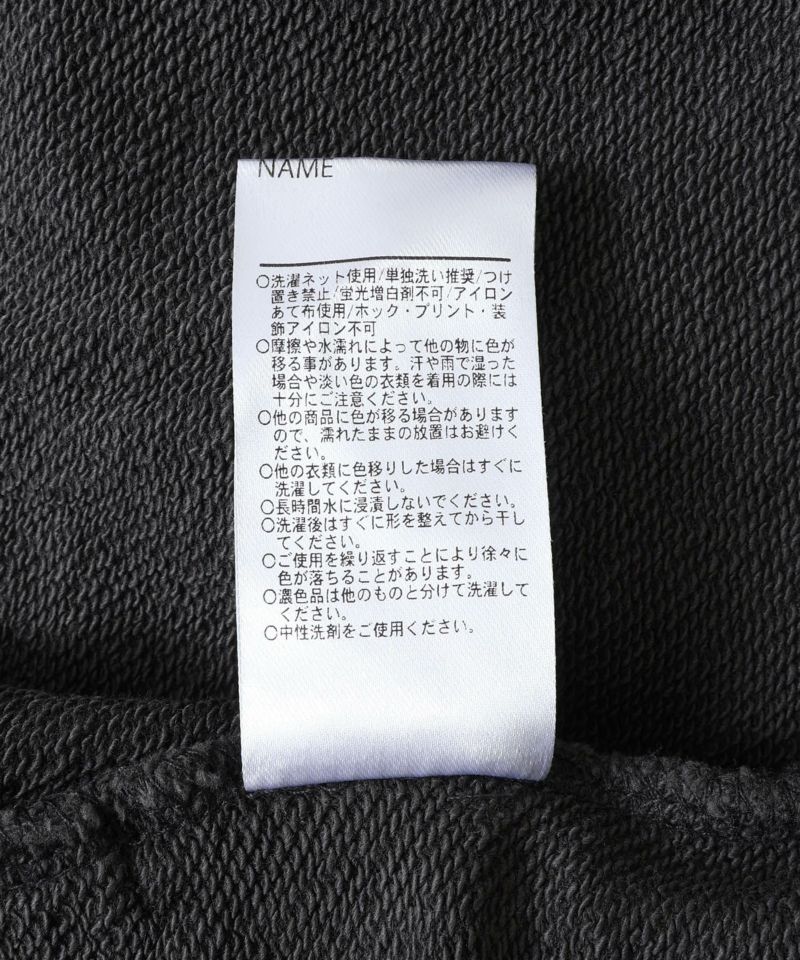 NAME
○洗濯ネット使用/単独洗い推奨/つけ
置き禁止/蛍光増白剤不可/アイロン
あて布使用/ホック・プリント・装
飾アイロン不可
○摩擦や水濡れによって他の物に色が
移る事があります。汗や雨で湿った
場合や淡い色の衣類を着用の際には
十分にご注意ください。
○他の商品に色が移る場合があります
ので、濡れたままの放置はお避けく
ださい。
○他の衣類に色移りした場合はすぐに
洗濯してください。
○長時間水に浸漬しないでください。
○洗濯後はすぐに形を整えてから干し
てください。
○ご使用を繰り返すことにより徐々に
色が落ちることがあります。
○濃色品は他のものと分けて洗濯して
ください。
○中性洗剤をご使用ください。